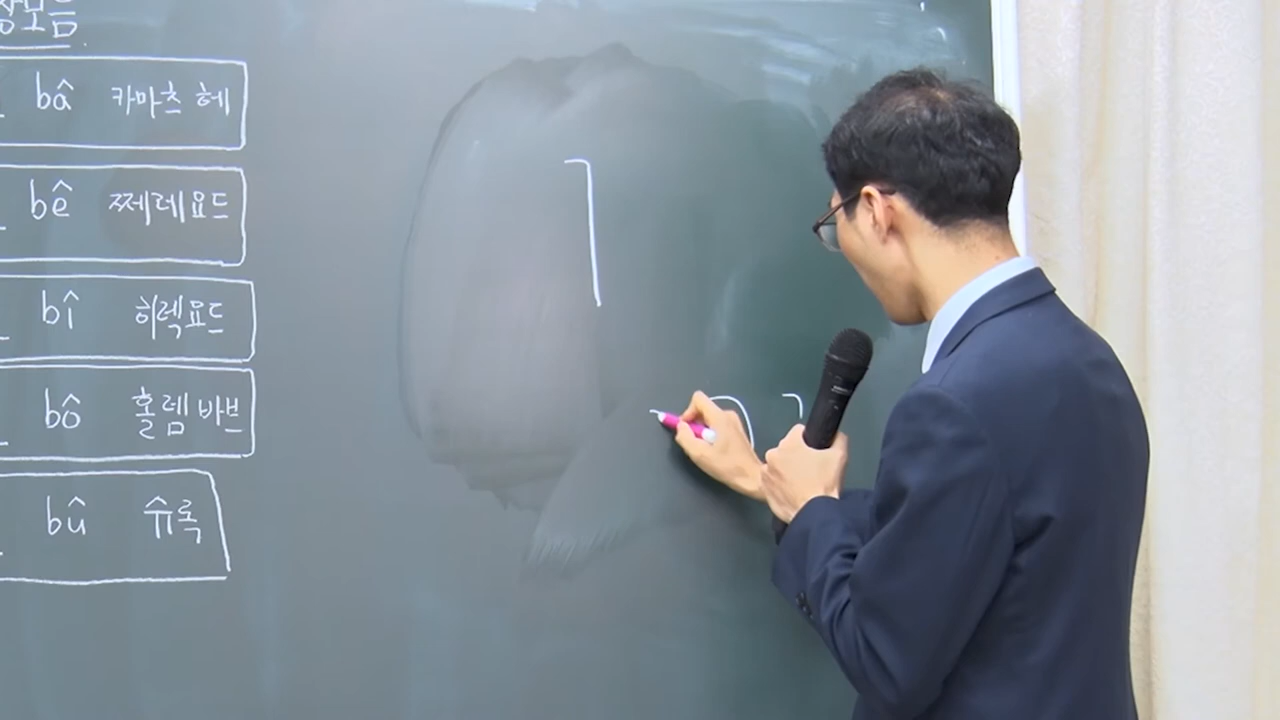 장모음
bâ 카마츠 헤
bê 쩨레요드
bî 히렉요드
bô 홀렘 바브
bû 슈룩